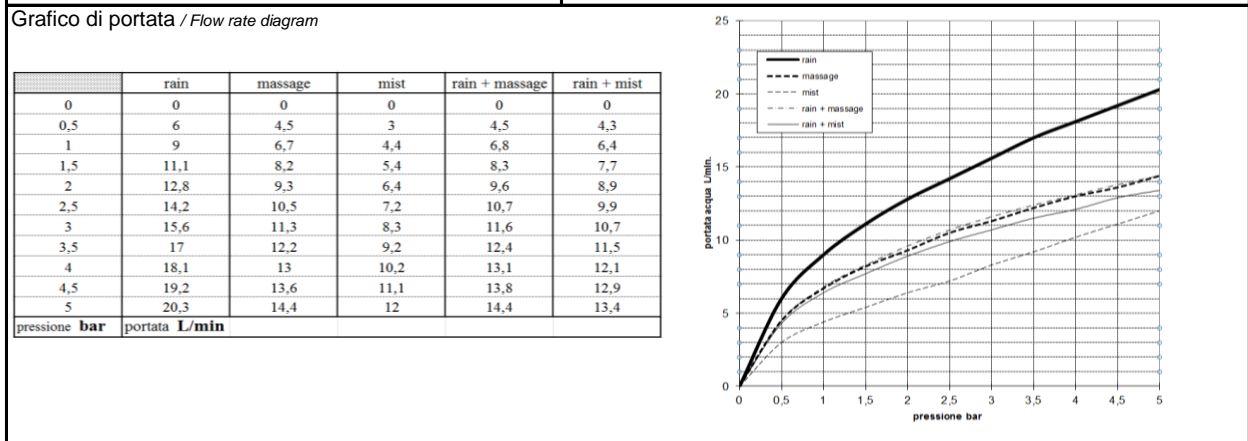 Grafico di portata / Flow rate diagram
rain massage mist rain + massage rain + mist
0 0 0 0 0 0
0,5 6 4,5 3 4,5 4,3
1 9 6,7 4,4 6,8 6,4
1,5 11,1 8,2 5,4 8,3 7,7
2 12,8 9,3 6,4 9,6 8,9
2,5 14,2 10,5 7,2 10,7 9,9
3 15,6 11,3 8,3 11,6 10,7
3,5 17 12,2 9,2 12,4 11,5
4 18,1 13 10,2 13,1 12,1
4,5 19,2 13,6 11,1 13,8 12,9
5 20,3 14,4 12 14,4 13,4
pressione bar portata L/min
25
20
15
10
5
0
portata acqua L/min.
rain
massage
mist
rain + massage
rain + mist
0 0,5 1 1,5 2 2,5 3 3,5 4 4,5 5
pressione bar